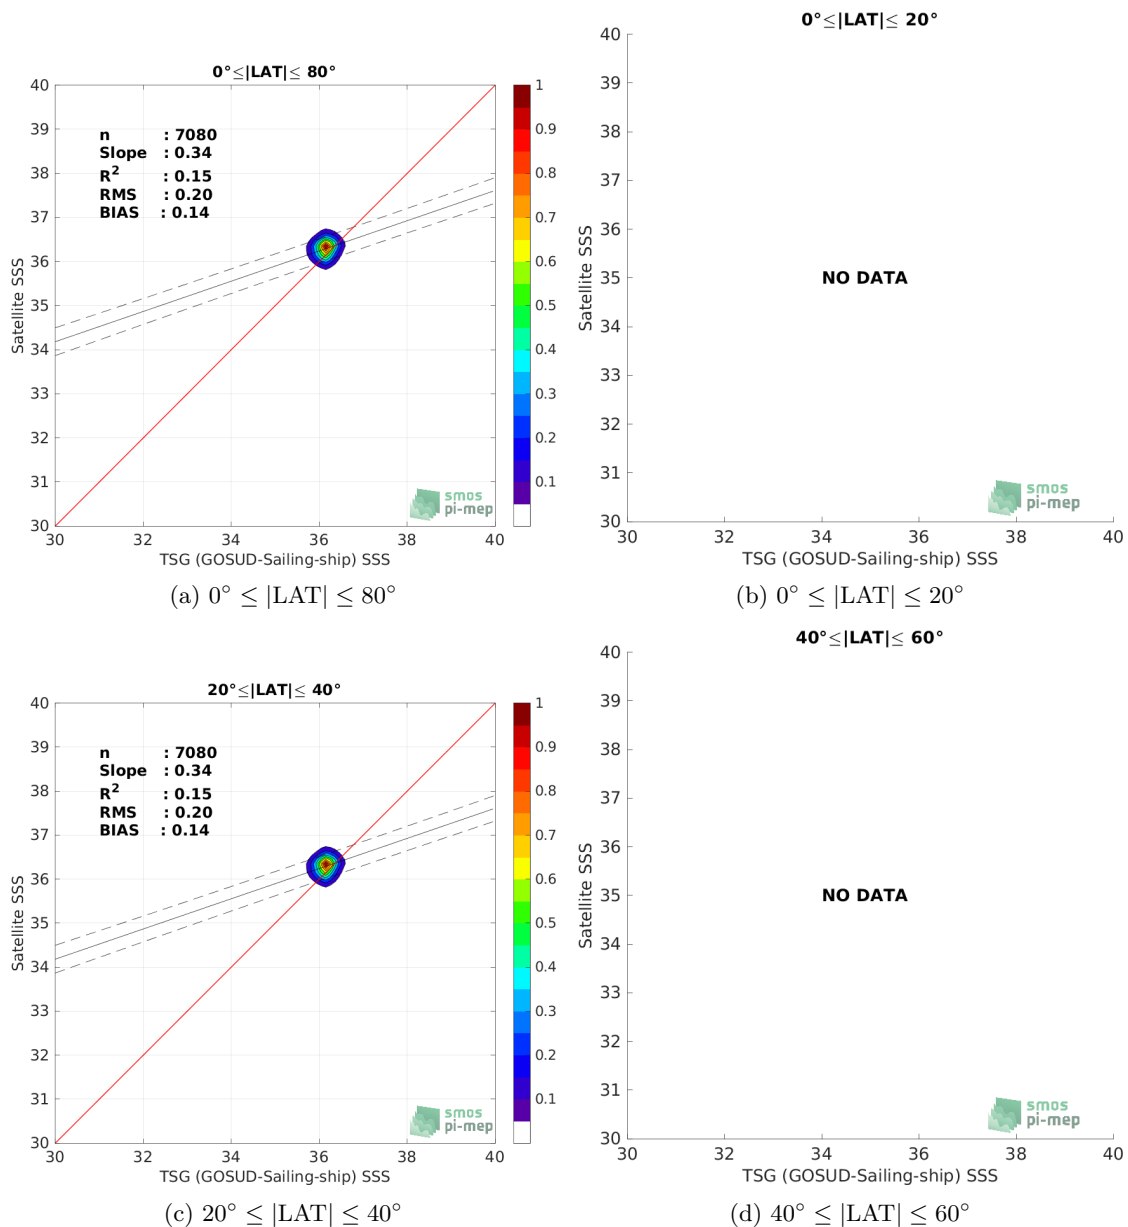 0°≤|LAT|≤ 80°
40
39
38
37
36
35
34
33
32
31
30
Satellite SSS
n : 7080
Slope : 0.34
R2 : 0.15
RMS : 0.20
BIAS : 0.14
smos
pi-mep
30 32 34 36 38 40
TSG (GOSUD-Sailing-ship) SSS
1
0.9
0.8
0.7
0.6
0.5
0.4
0.3
0.2
0.1
(a) 0° ≤ |LAT| ≤ 80°
0°≤|LAT|≤ 20°
40
39
38
37
36
35
34
33
32
31
30
Satellite SSS
NO DATA
smos
pi-mep
30 32 34 36 38 40
TSG (GOSUD-Sailing-ship) SSS
(b) 0° ≤ |LAT| ≤ 20°
20°≤|LAT|≤ 40°
40
39
38
37
36
35
34
33
32
31
30
Satellite SSS
n : 7080
Slope : 0.34
R2 : 0.15
RMS : 0.20
BIAS : 0.14
smos
pi-mep
30 32 34 36 38 40
TSG (GOSUD-Sailing-ship) SSS
1
0.9
0.8
0.7
0.6
0.5
0.4
0.3
0.2
0.1
(c) 20° ≤ |LAT| ≤ 40°
40°≤|LAT|≤ 60°
40
39
38
37
36
35
34
33
32
31
30
Satellite SSS
NO DATA
smos
pi-mep
30 32 34 36 38 40
TSG (GOSUD-Sailing-ship) SSS
(d) 40° ≤ |LAT| ≤ 60°